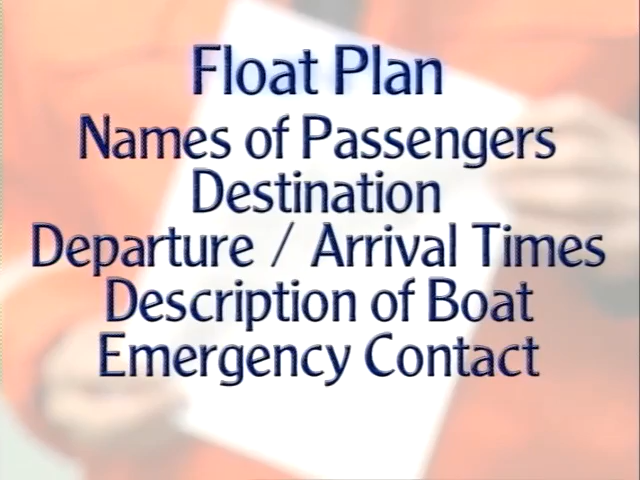 Float Plan
Names of Passengers
Destination
Departure / Arrival Times
Description of Boat
Emergency Contact